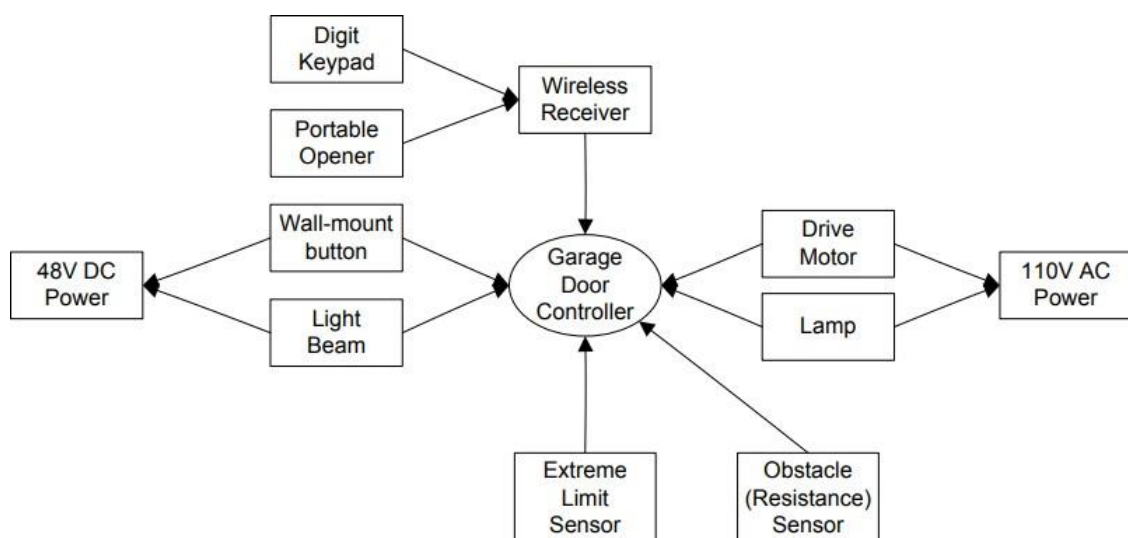 Digit
Keypad
Wireless
Receiver
Portable
Opener
Wall-mount
button
48V DC
Power
Light
Beam
Garage
Door
Controller
Drive
Motor
110V AC
Power
Lamp
Extreme
Limit
Sensor
Obstacle
(Resistance)
Sensor